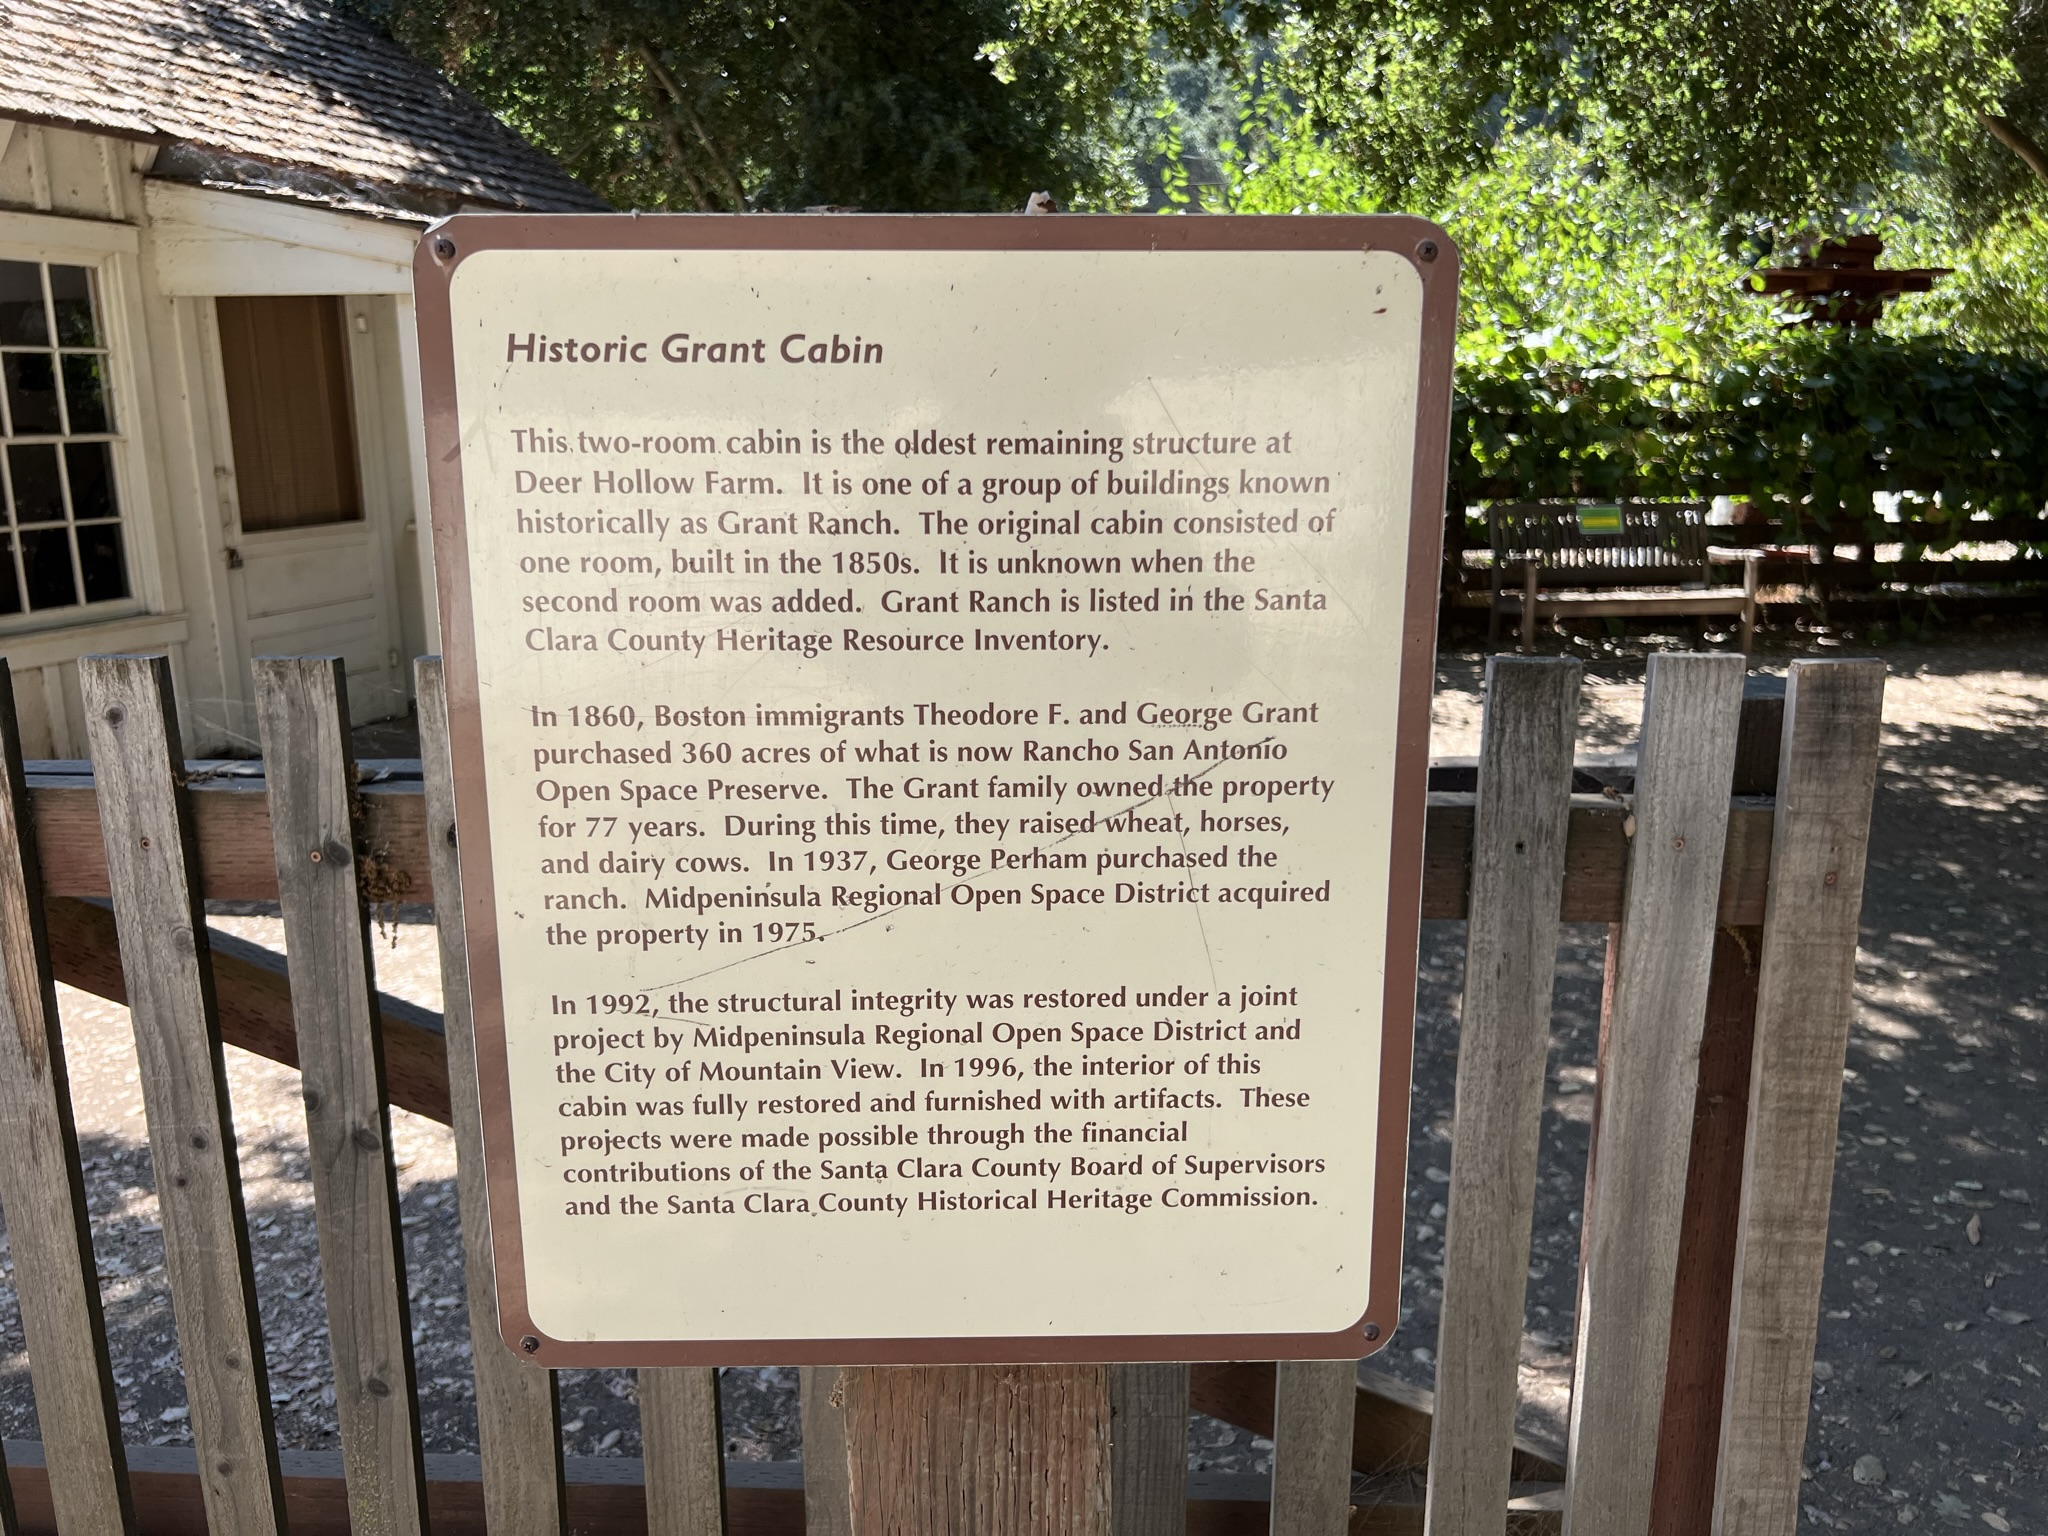 Historic Grant Cabin
This two-room cabin is the oldest remaining structure at
Deer Hollow Farm. It is one of a group of buildings known
historically as Grant Ranch. The original cabin consisted of
one room, built in the 1850s. It is unknown when the
second room was added. Grant Ranch is listed in the Santa
Clara County Heritage Resource Inventory.
In 1860, Boston immigrants Theodore F. and George Grant
purchased 360 acres of what is now Rancho San Antonio
Open Space Preserve. The Grant family owned the property
for 77 years. During this time, they raised wheat, horses,
and dairy cows. In 1937, George Perham purchased the
ranch. Midpeninsula Regional Open Space District acquired
the property in 1975.
In 1992, the structural integrity was restored under a joint
project by Midpeninsula Regional Open Space District and
the City of Mountain View. In 1996, the interior of this
cabin was fully restored and furnished with artifacts. These
projects were made possible through the financial
contributions of the Santa Clara County Board of Supervisors
and the Santa Clara County Historical Heritage Commission.